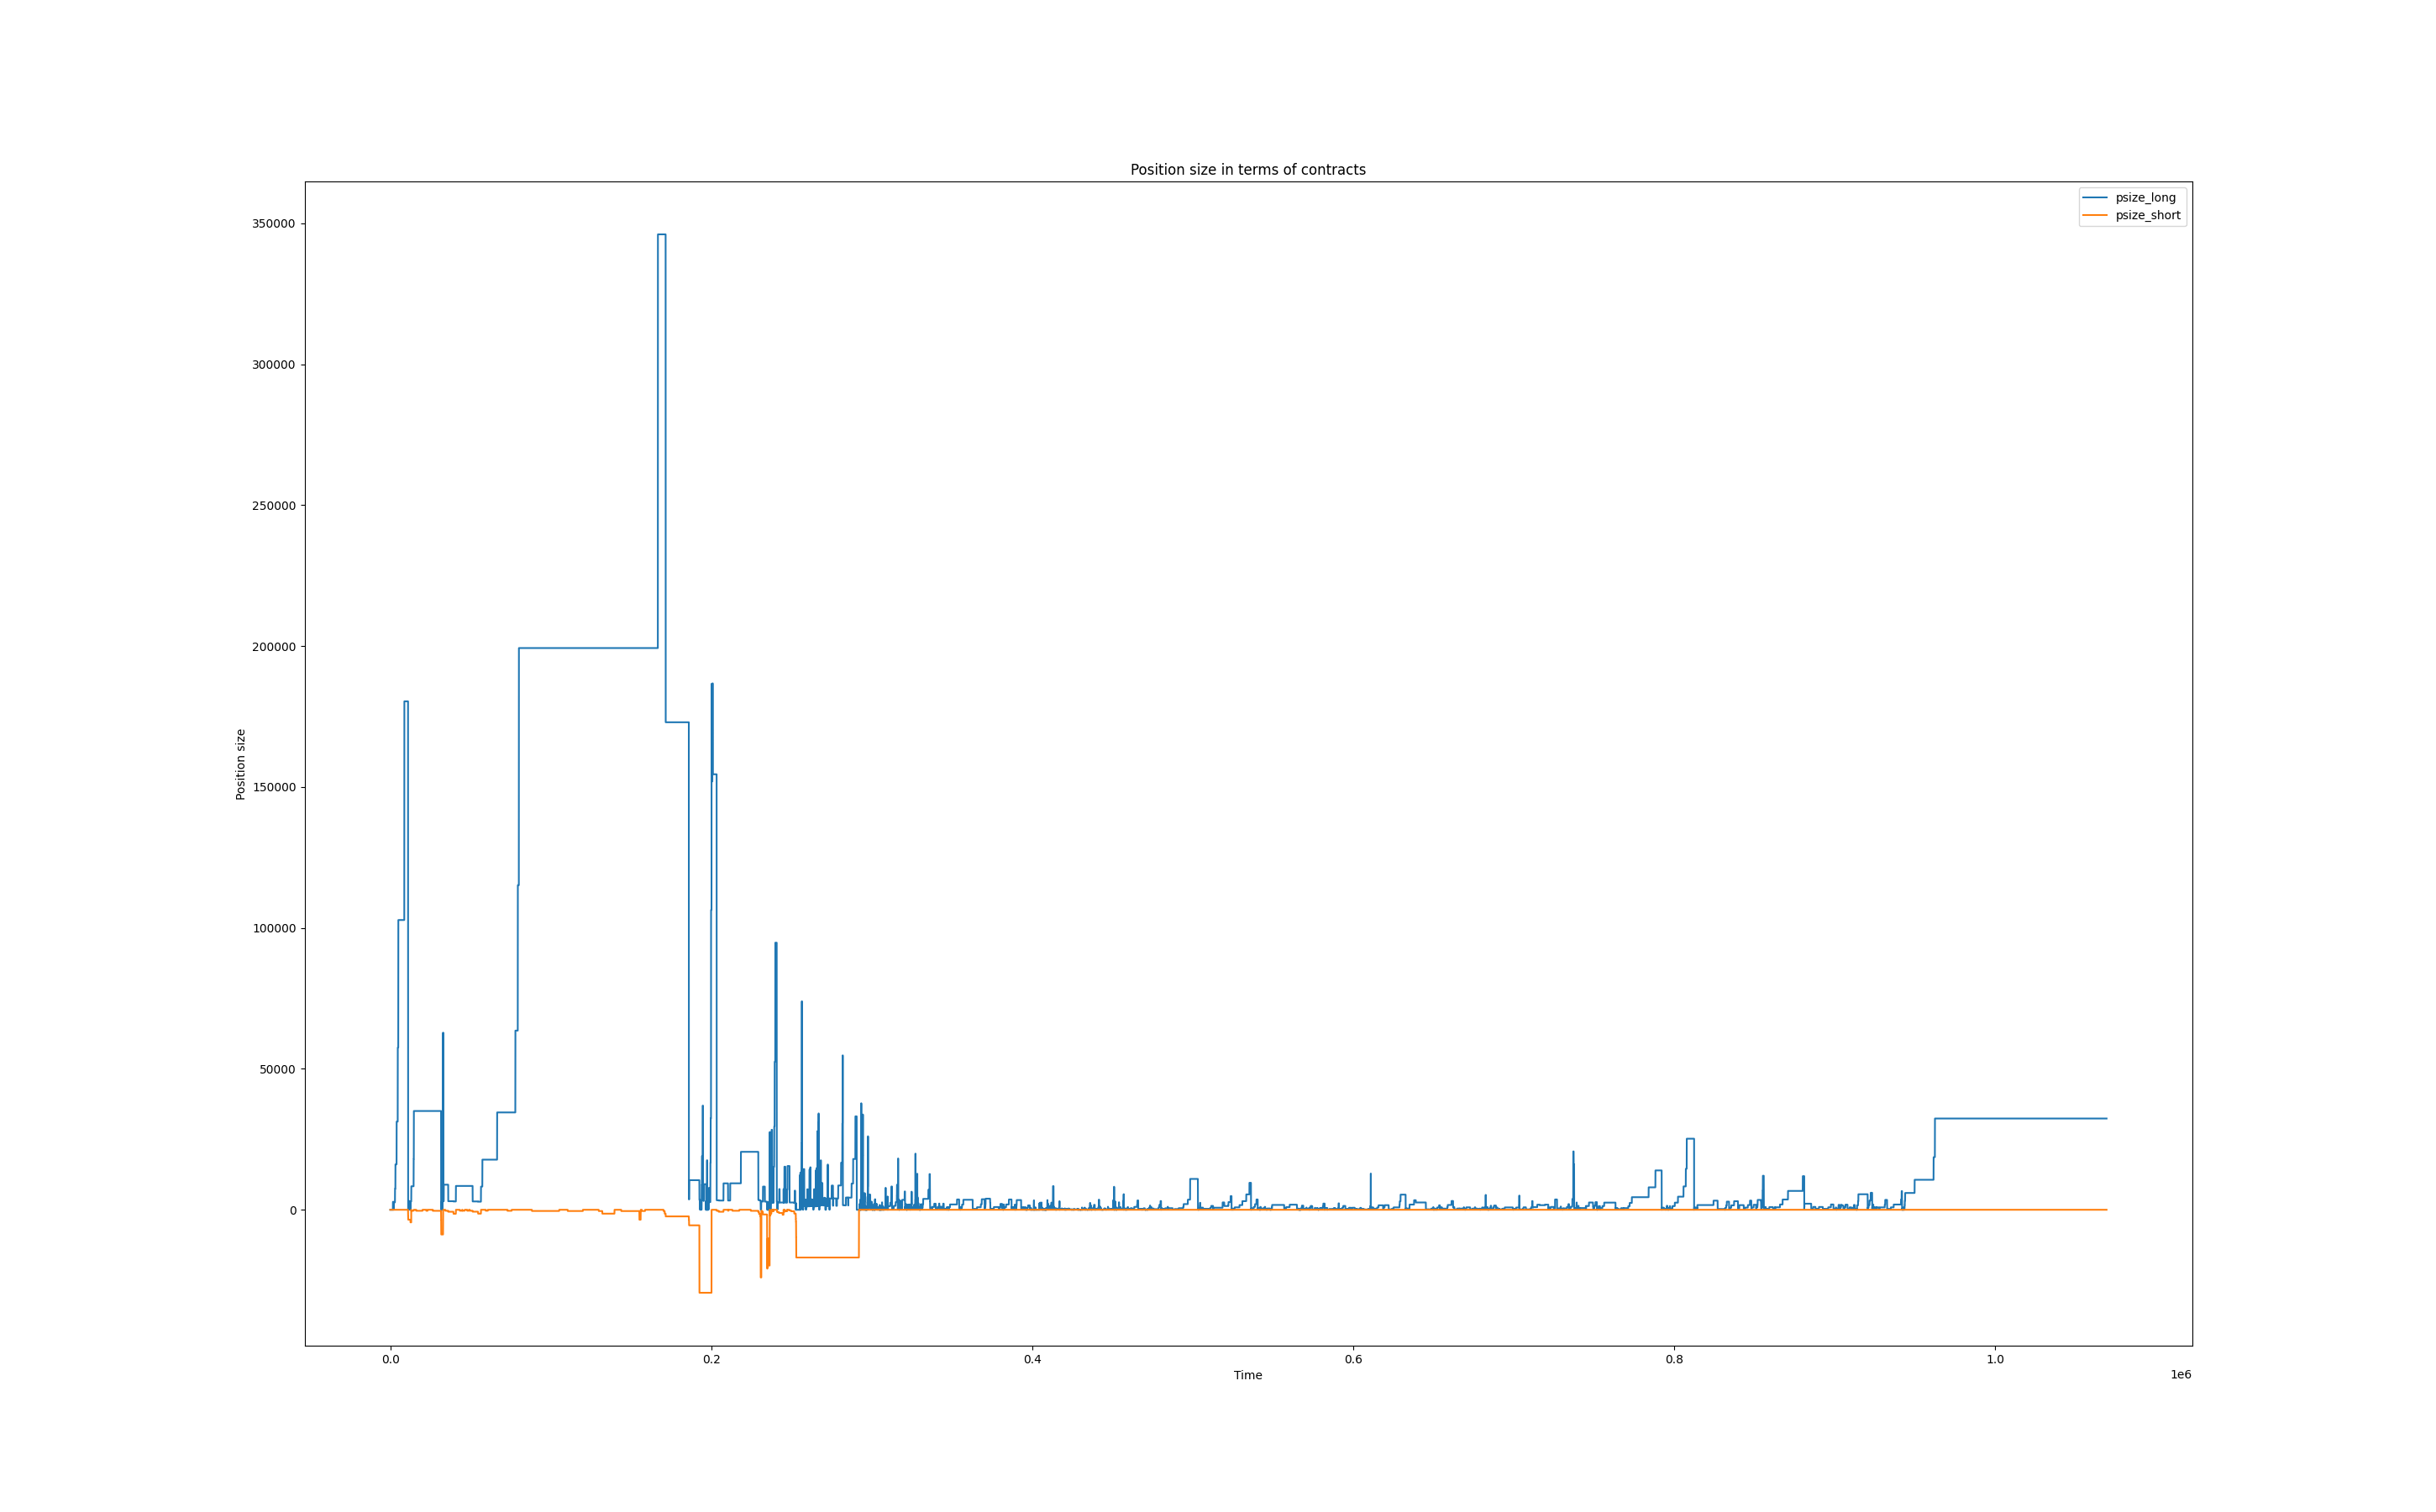 Position size in terms of contracts
psize_long
psize_short
Position size
350000
300000
250000
200000
150000
100000
50000
0
0.0 0.2 0.4 0.6 0.8 1.0
Time
1e6